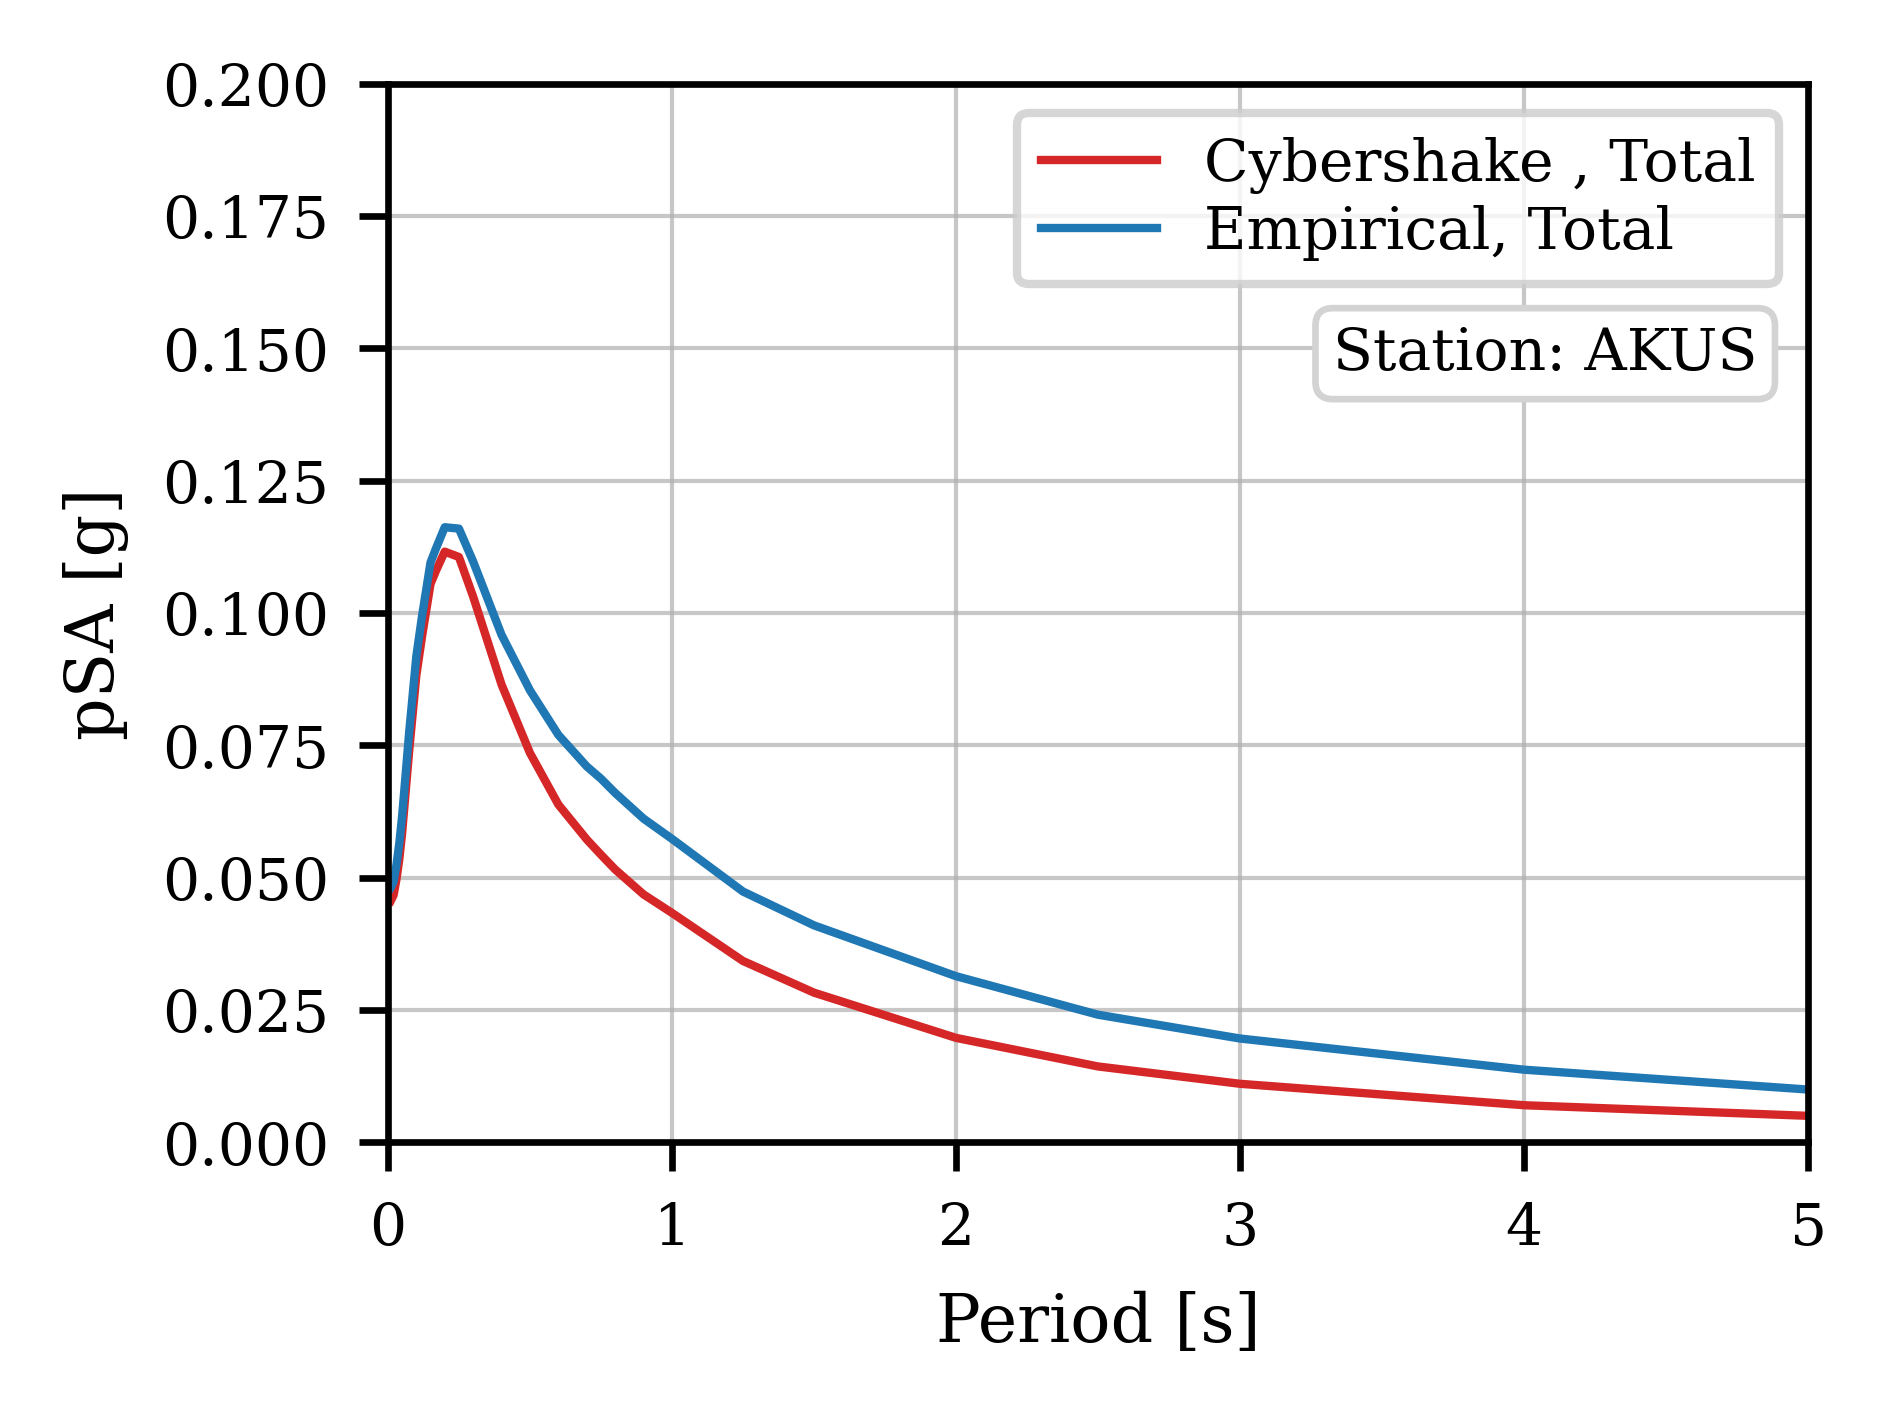 0.200
0.175
0.150
0.125
0.100
0.075
0.050
0.025
0.000
pSA [g]
Cybershake , Total
Empirical, Total
Station: AKUS
0 1 2 3 4 5
Period [s]